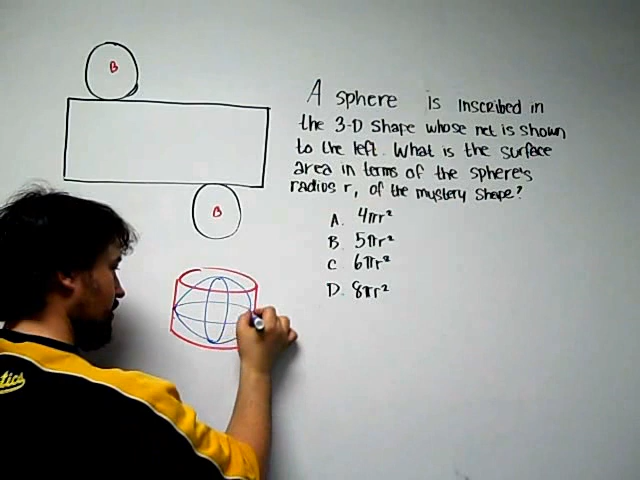 B
A sphere is inscribed in
the 3-D shape whose net is shown
to the left. What is the surface
area in terms of the sphere's
radius r, of the mystery shape?
B
A. 4πr²
B. 5πr²
C 6πr²
D. 8πr²